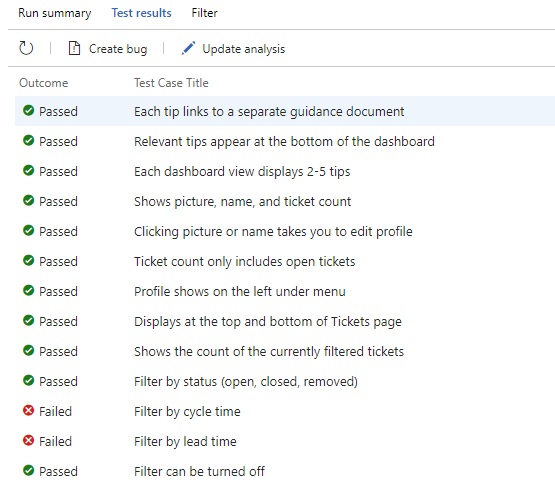 Run summary Test results Filter
Create bug Update analysis
Outcome Test Case Title
Passed Each tip links to a separate guidance document
Passed Relevant tips appear at the bottom of the dashboard
Passed Each dashboard view displays 2-5 tips
Passed Shows picture, name, and ticket count
Passed Clicking picture or name takes you to edit profile
Passed Ticket count only includes open tickets
Passed Profile shows on the left under menu
Passed Displays at the top and bottom of Tickets page
Passed Shows the count of the currently filtered tickets
Passed Filter by status (open, closed, removed)
Failed Filter by cycle time
Failed Filter by lead time
Passed Filter can be turned off